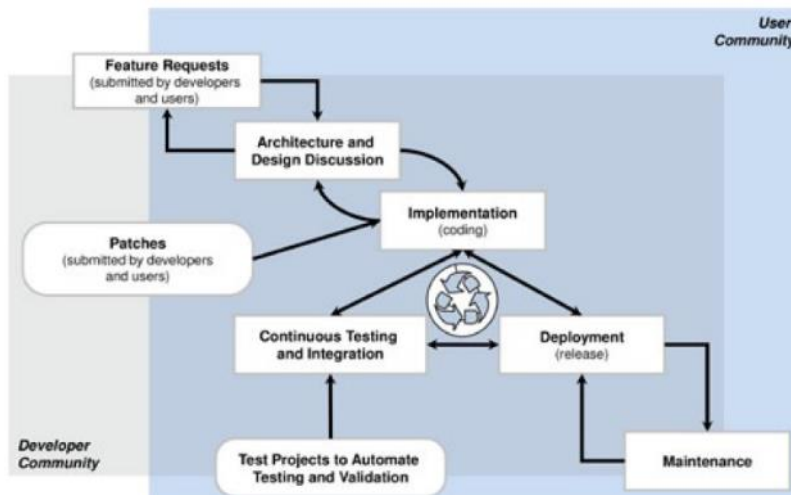 User
Community
Feature Requests
(submitted by developers
and users)
Architecture and
Design Discussion
Implementation
(coding)
Patches
(submitted by developers
and users)
Continuous Testing
and Integration
Deployment
(release)
Developer
Community
Test Projects to Automate
Testing and Validation
Maintenance